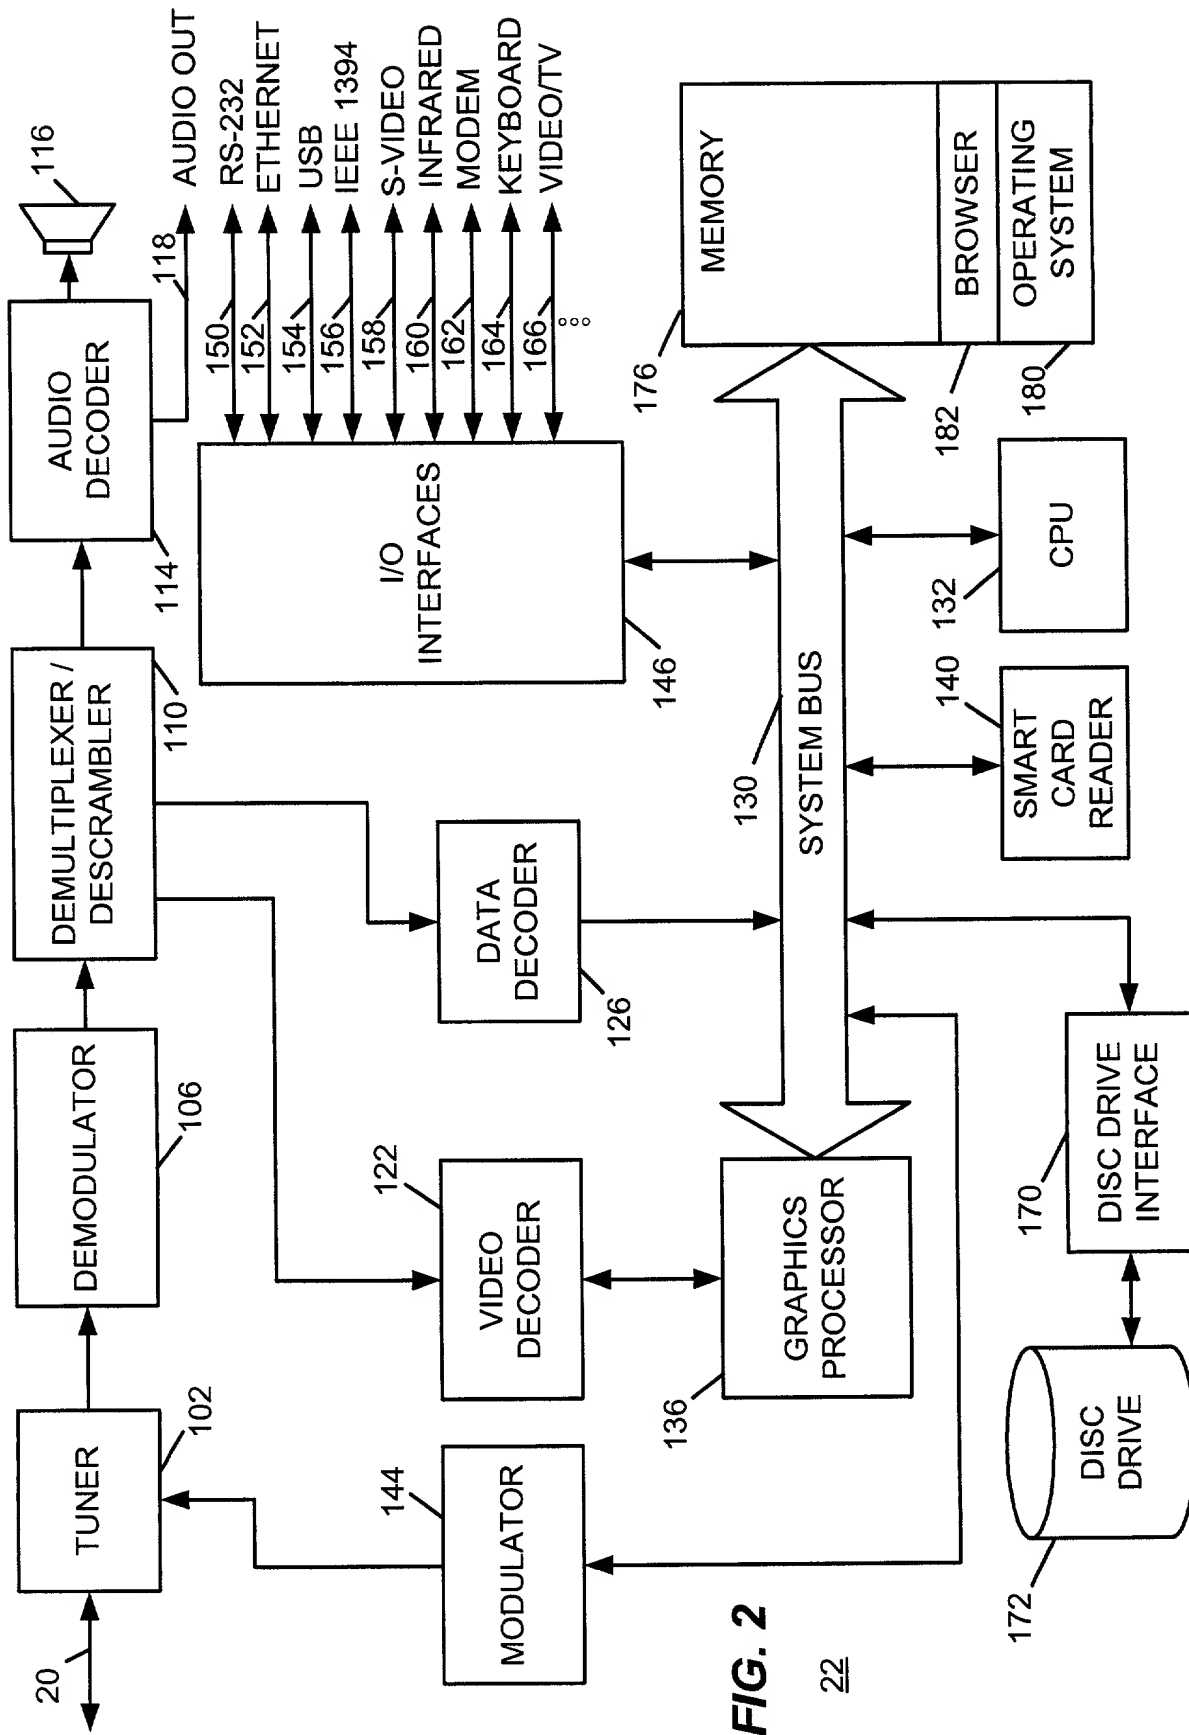 20
TUNER
102
DEMODULATOR
106
DEMULTIPLEXER /
DESCRAMBLER
110
AUDIO
DECODER
114
116
118
AUDIO OUT
150
RS-232
152
ETHERNET
154
USB
156
IEEE 1394
158
S-VIDEO
160
INFRARED
162
MODEM
164
KEYBOARD
166
VIDEO/TV
I/O
INTERFACES
146
144
MODULATOR
122
VIDEO
DECODER
DATA
DECODER
126
136
GRAPHICS
PROCESSOR
130
SYSTEM BUS
176
MEMORY
BROWSER
182
OPERATING
SYSTEM
180
140
SMART
CARD
READER
132
CPU
172
DISC
DRIVE
170
DISC DRIVE
INTERFACE
FIG. 2
22